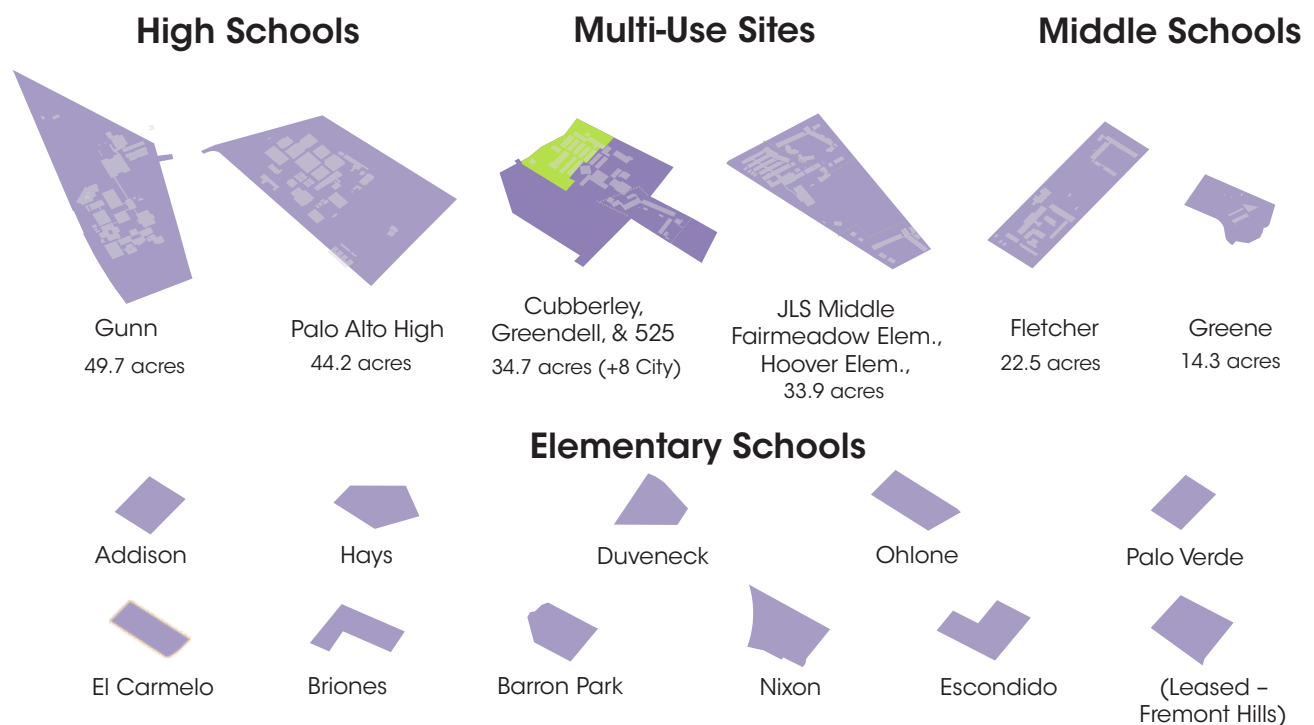 High Schools
Multi-Use Sites
Middle Schools
Gunn
49.7 acres
Palo Alto High
44.2 acres
Cubberley,
Greendell, & 525
34.7 acres (+8 City)
JLS Middle
Fairmeadow Elem.,
Hoover Elem.,
33.9 acres
Fletcher
22.5 acres
Greene
14.3 acres
Elementary Schools
Addison
Hays
Duveneck
Ohlone
Palo Verde
El Carmelo
Briones
Barron Park
Nixon
Escondido
(Leased –
Fremont Hills)